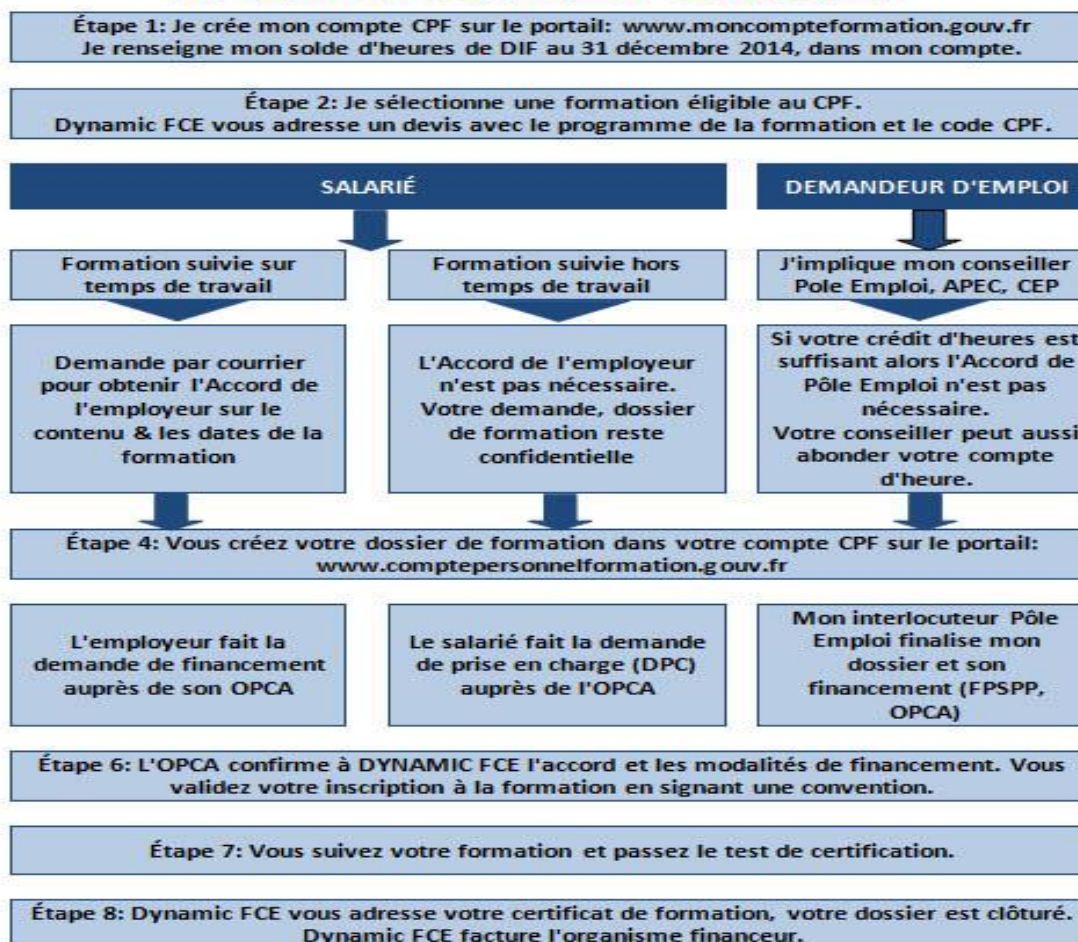 Étape 1: Je crée mon compte CPF sur le portail: www.moncompteformation.gouv.fr
Je renseigne mon solde d'heures de DIF au 31 décembre 2014, dans mon compte.
Étape 2: Je sélectionne une formation éligible au CPF.
Dynamic FCE vous adresse un devis avec le programme de la formation et le code CPF.
SALARIÉ
DEMANDEUR D'EMPLOI
Formation suivie sur
temps de travail
Formation suivie hors
temps de travail
J'implique mon conseiller
Pole Emploi, APEC, CEP
Demande par courrier
pour obtenir l'Accord de
l'employeur sur le
contenu & les dates de la
formation
L'Accord de l'employeur
n'est pas nécessaire.
Votre demande, dossier
de formation reste
confidentielle
Si votre crédit d'heures est
suffisant alors l'Accord de
Pôle Emploi n'est pas
nécessaire.
Votre conseiller peut aussi
abonder votre compte
d'heure.
Étape 4: Vous créez votre dossier de formation dans votre compte CPF sur le portail:
www.comptepersonnelformation.gouv.fr
L'employeur fait la
demande de financement
auprès de son OPCA
Le salarié fait la demande
de prise en charge (DPC)
auprès de l'OPCA
Mon interlocuteur Pôle
Emploi finalise mon
dossier et son
financement (FPSPP,
OPCA)
Étape 6: L'OPCA confirme à DYNAMIC FCE l'accord et les modalités de financement. Vous
validez votre inscription à la formation en signant une convention.
Étape 7: Vous suivez votre formation et passez le test de certification.
Étape 8: Dynamic FCE vous adresse votre certificat de formation, votre dossier est clôturé.
Dynamic FCE facture l'organisme financeur.